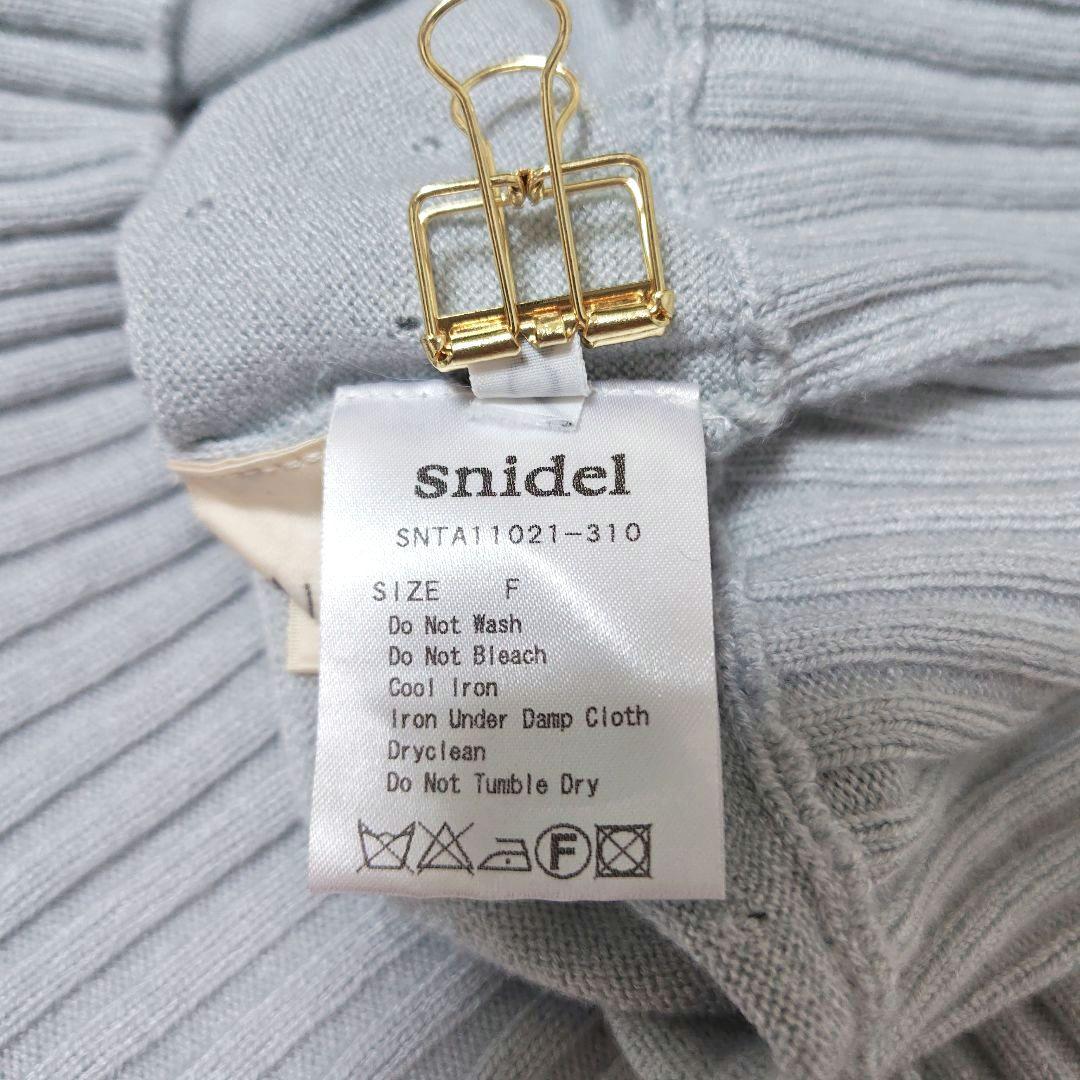 snidel
SNTA11021-310
SIZE F
Do Not Wash
Do Not Bleach
Cool Iron
Iron Under Damp Cloth
Dryclean
Do Not Tumble Dry
F